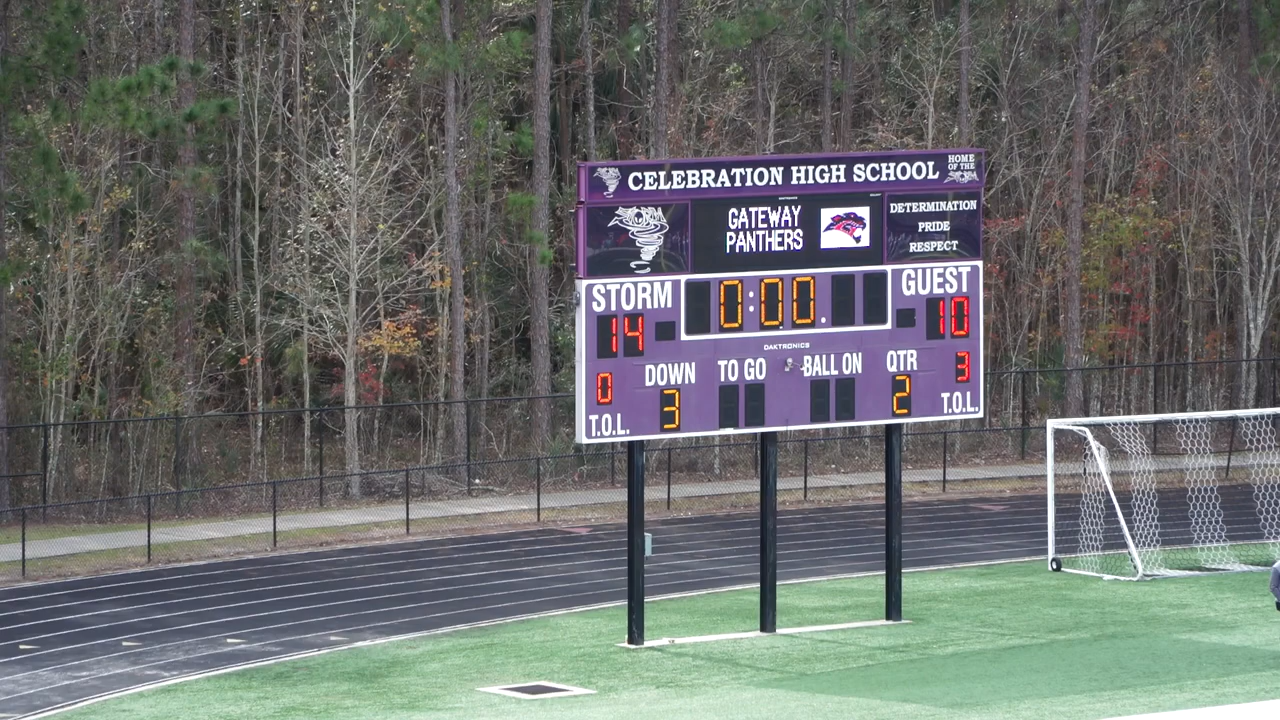 CELEBRATION HIGH SCHOOL
HOME
OF THE
STORM
GATEWAY
PANTHERS
DETERMINATION
PRIDE
RESPECT
STORM
0:00.
GUEST
14
10
DAKTRONICS
DOWN
TO GO
BALL ON
QTR
0
3
2
3
T.O.L.
T.O.L.